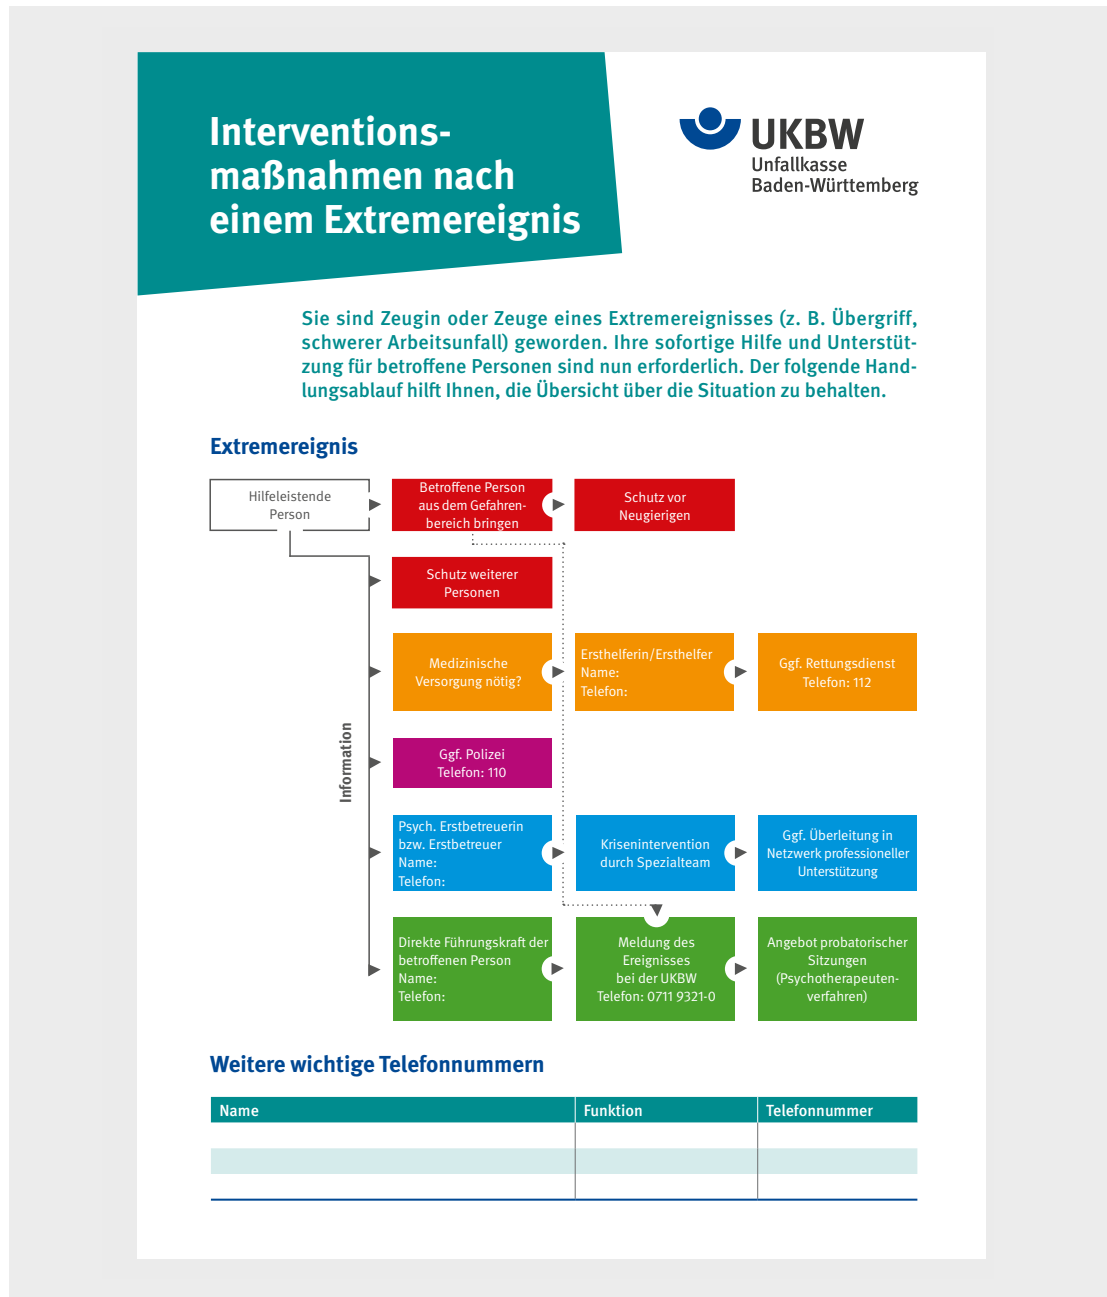 Interventions-
maßnahmen nach
einem Extremereignis
UKBW
Unfallkasse
Baden-Württemberg
Sie sind Zeugin oder Zeuge eines Extremereignisses (z. B. Übergriff,
schwerer Arbeitsunfall) geworden. Ihre sofortige Hilfe und Unterstüt-
zung für betroffene Personen sind nun erforderlich. Der folgende Hand-
lungsablauf hilft Ihnen, die Übersicht über die Situation zu behalten.
Extremereignis
Hilfeleistende
Person
Betroffene Person
aus dem Gefahren-
bereich bringen
Schutz vor
Neugierigen
Schutz weiterer
Personen
Medizinische
Versorgung nötig?
Ersthelferin/Ersthelfer
Name:
Telefon:
Ggf. Rettungsdienst
Telefon: 112
Information
Ggf. Polizei
Telefon: 110
Psych. Erstbetreuerin
bzw. Erstbetreuer
Name:
Telefon:
Krisenintervention
durch Spezialteam
Ggf. Überleitung in
Netzwerk professioneller
Unterstützung
Direkte Führungskraft der
betroffenen Person
Name:
Telefon:
Meldung des
Ereignisses
bei der UKBW
Telefon: 0711 9321-0
Angebot probatorischer
Sitzungen
(Psychotherapeuten-
verfahren)
Weitere wichtige Telefonnummern
Name
Funktion
Telefonnummer